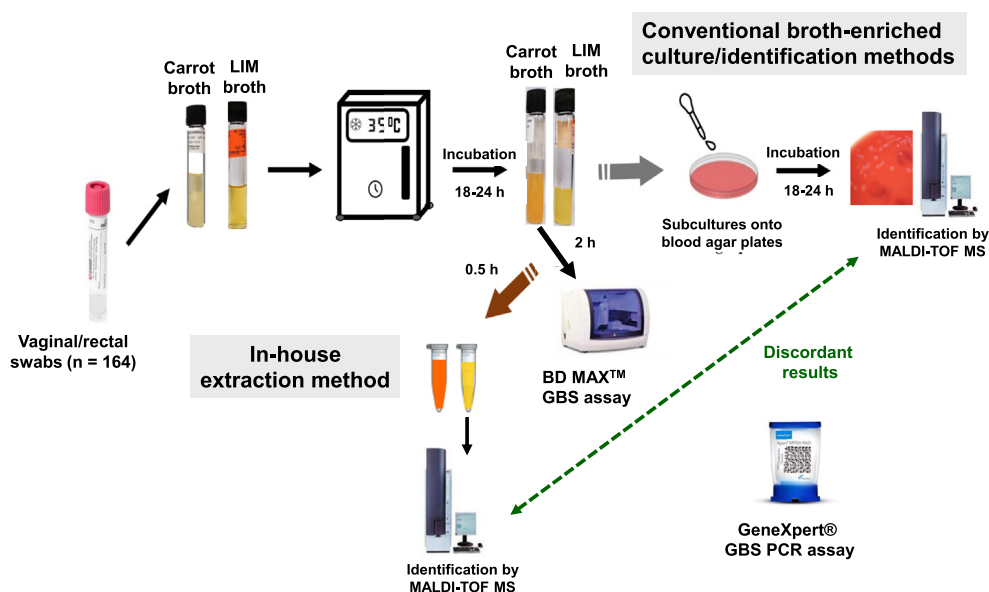 Conventional broth-enriched
culture/identification methods
Carrot
broth
LIM
broth
Carrot
broth
LIM
broth
35ºC
Incubation
18-24 h
Incubation
18-24 h
Subcultures onto
blood agar plates
Identification by
MALDI-TOF MS
2 h
0.5 h
Vaginal/rectal
swabs (n = 164)
In-house
extraction method
BD MAX™
GBS assay
Discordant
results
GeneXpert®
GBS PCR assay
Identification by
MALDI-TOF MS